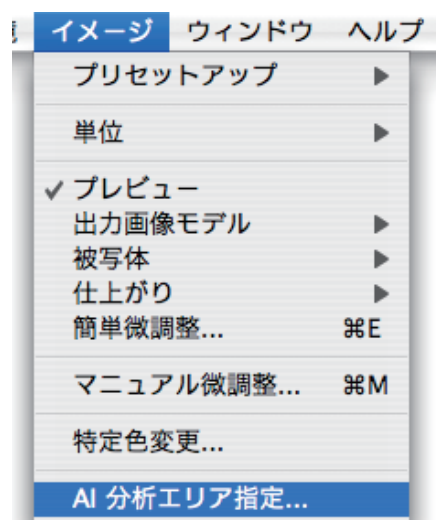 イメージ ウィンドウ ヘルプ
プリセットアップ ▶
単位 ▶
✓ プレビュー
出力画像モデル ▶
被写体 ▶
仕上がり ▶
簡単微調整... ⌘E
マニュアル微調整... ⌘M
特定色変更...
AI 分析エリア指定...